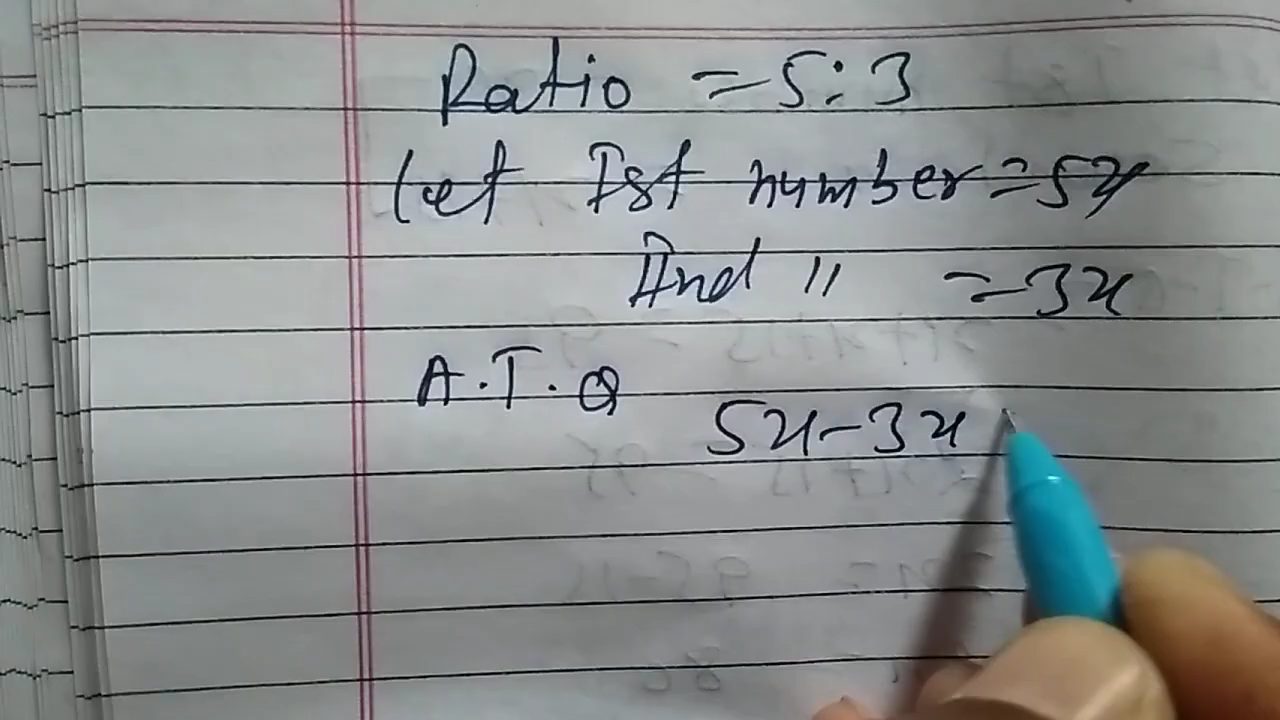 Ratio = 5:3
Let Ist number = 5x
IInd " = 3x
A.T.Q
5x-3x